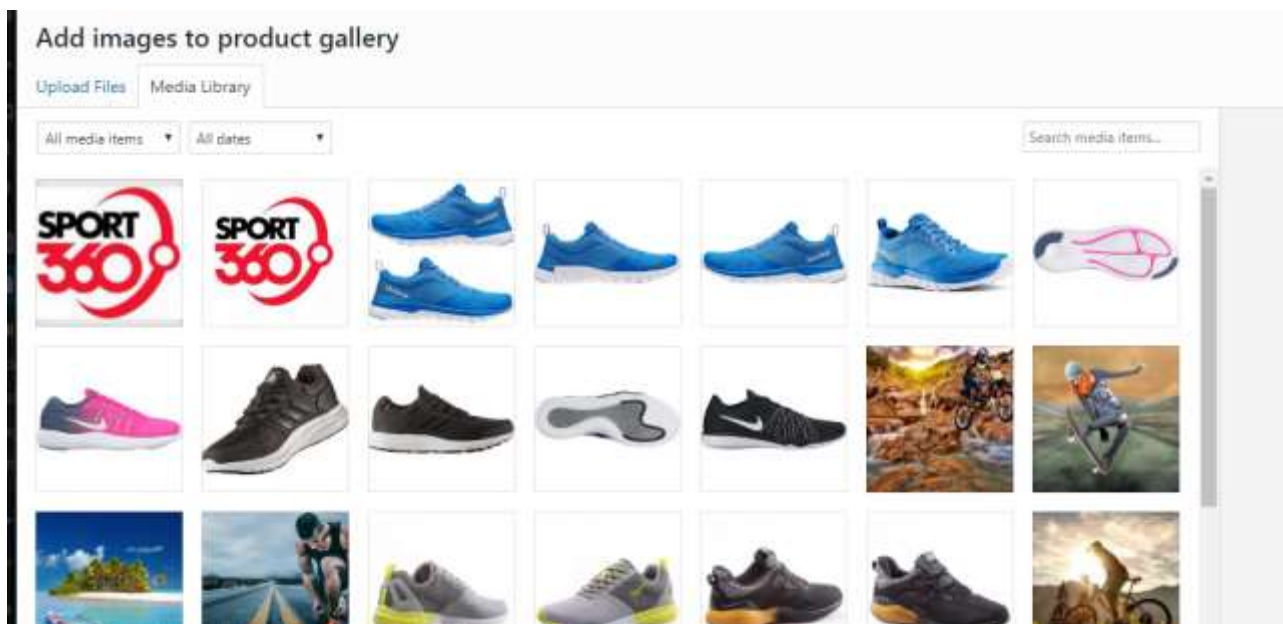 Add images to product gallery
Upload Files Media Library
All media items All dates Search media items...
SPORT 360 SPORT 360